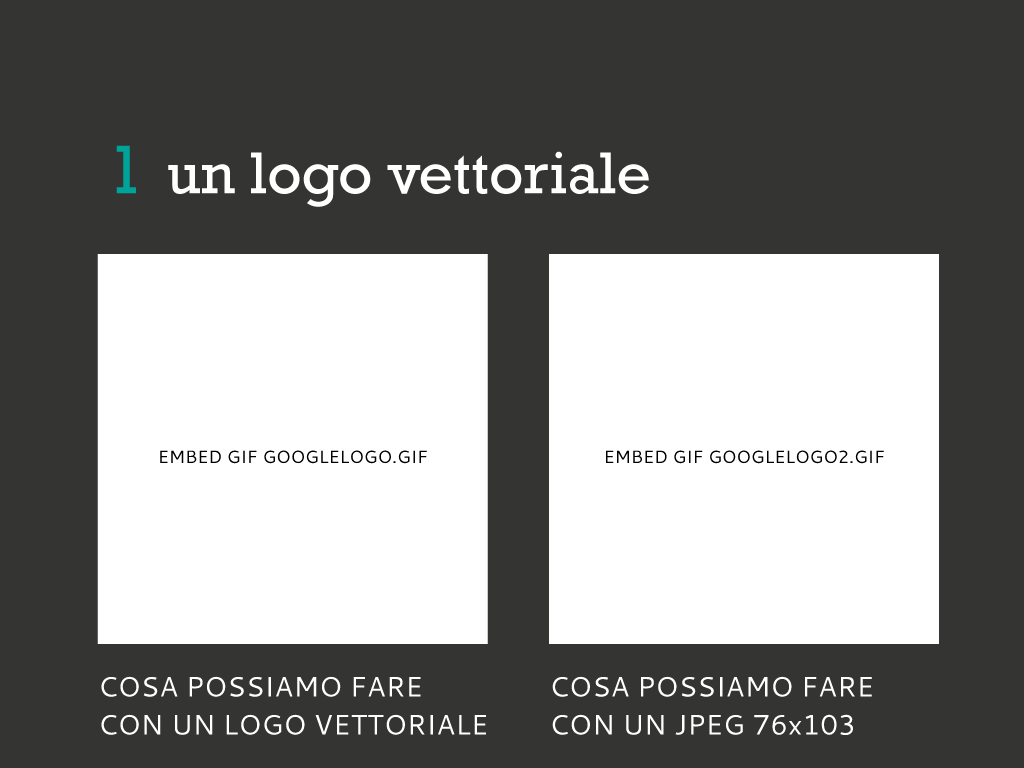 1 un logo vettoriale
EMBED GIF GOOGLELOGO.GIF
EMBED GIF GOOGLELOGO2.GIF
COSA POSSIAMO FARE
CON UN LOGO VETTORIALE
COSA POSSIAMO FARE
CON UN JPEG 76x103